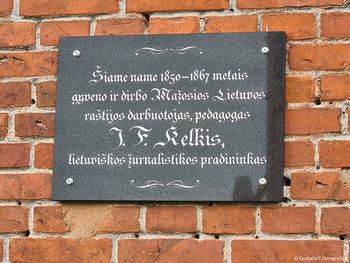 Šiame name 1850-1867 metais
gyveno ir dirbo Mažosios Lietuvos
raštijos darbuotojas, pedagogas
J. F. Kelkis,
lietuviškos žurnalistikos pradininkas